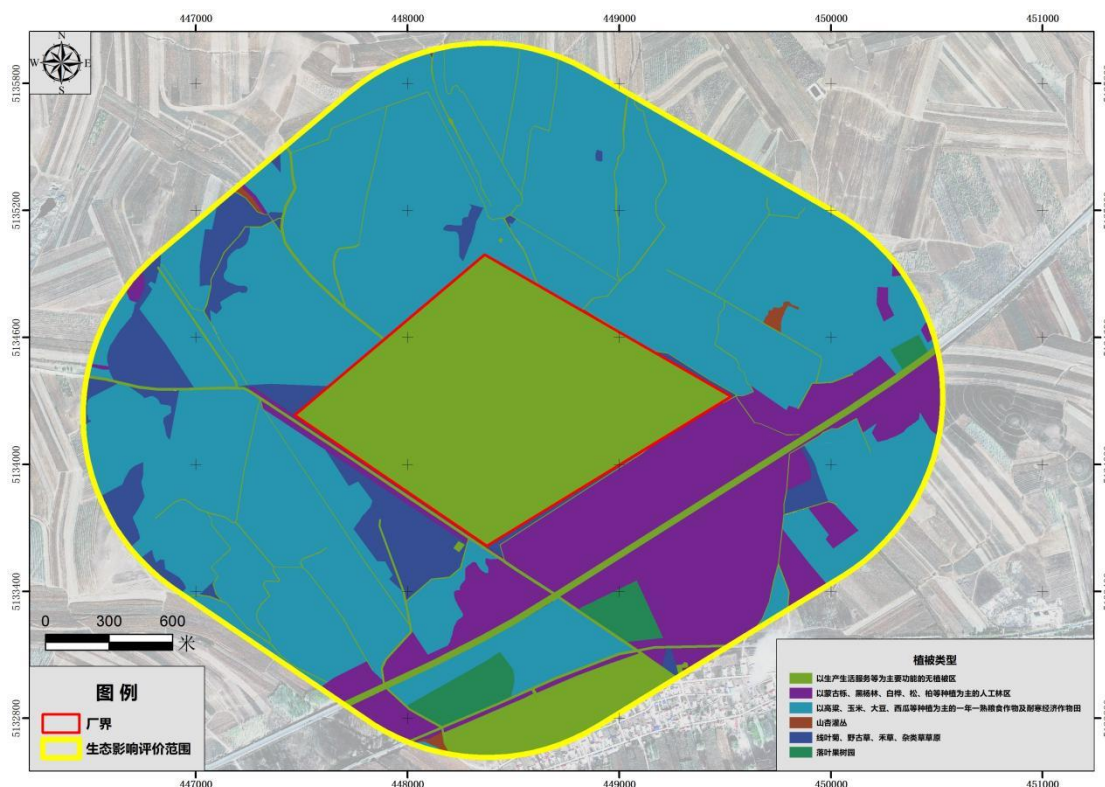 447000 448000 449000 450000 451000
N
W E
S
5135800
5135200
5134600
5134000
5133400
5132800
0 300 600
米
图 例
厂界
生态影响评价范围
植被类型
以生产生活服务等为主要功能的无植被区
以蒙古栎、黑杨林、白桦、松、柏等种植为主的人工林区
以高粱、玉米、大豆、西瓜等种植为主的一年一熟粮食作物及耐寒经济作物田
山杏灌丛
线叶菊、野古草、禾草、杂类草草原
落叶果树园
447000 448000 449000 450000 451000